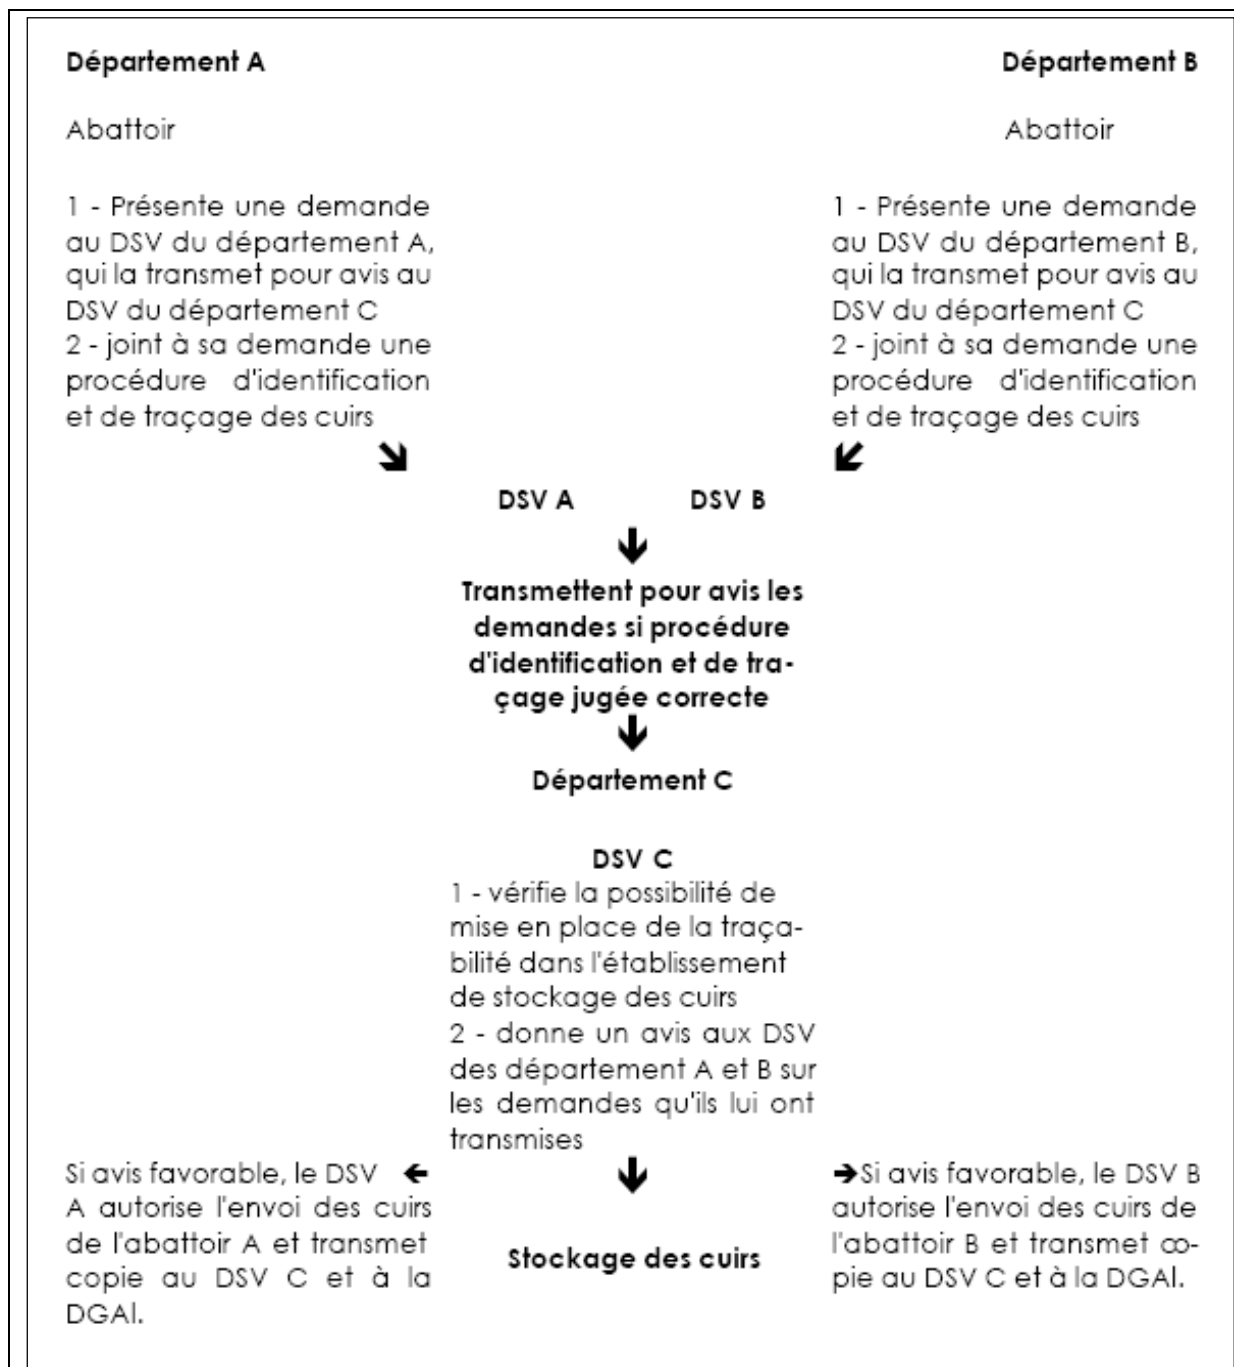 Département A
Département B
Abattoir
Abattoir
1 - Présente une demande
au DSV du département A,
qui la transmet pour avis au
DSV du département C
2 - joint à sa demande une
procédure d'identification
et de traçage des cuirs
1 - Présente une demande
au DSV du département B,
qui la transmet pour avis au
DSV du département C
2 - joint à sa demande une
procédure d'identification
et de traçage des cuirs
DSV A
DSV B
Transmettent pour avis les
demandes si procédure
d'identification et de tra-
çage jugée correcte
Département C
DSV C
1 - vérifie la possibilité de
mise en place de la traça-
bilité dans l'établissement
de stockage des cuirs
2 - donne un avis aux DSV
des département A et B sur
les demandes qu'ils lui ont
transmises
Si avis favorable, le DSV
A autorise l'envoi des cuirs
de l'abattoir A et transmet
copie au DSV C et à la
DGAl.
Stockage des cuirs
Si avis favorable, le DSV B
autorise l'envoi des cuirs de
l'abattoir B et transmet co-
pie au DSV C et à la DGAl.